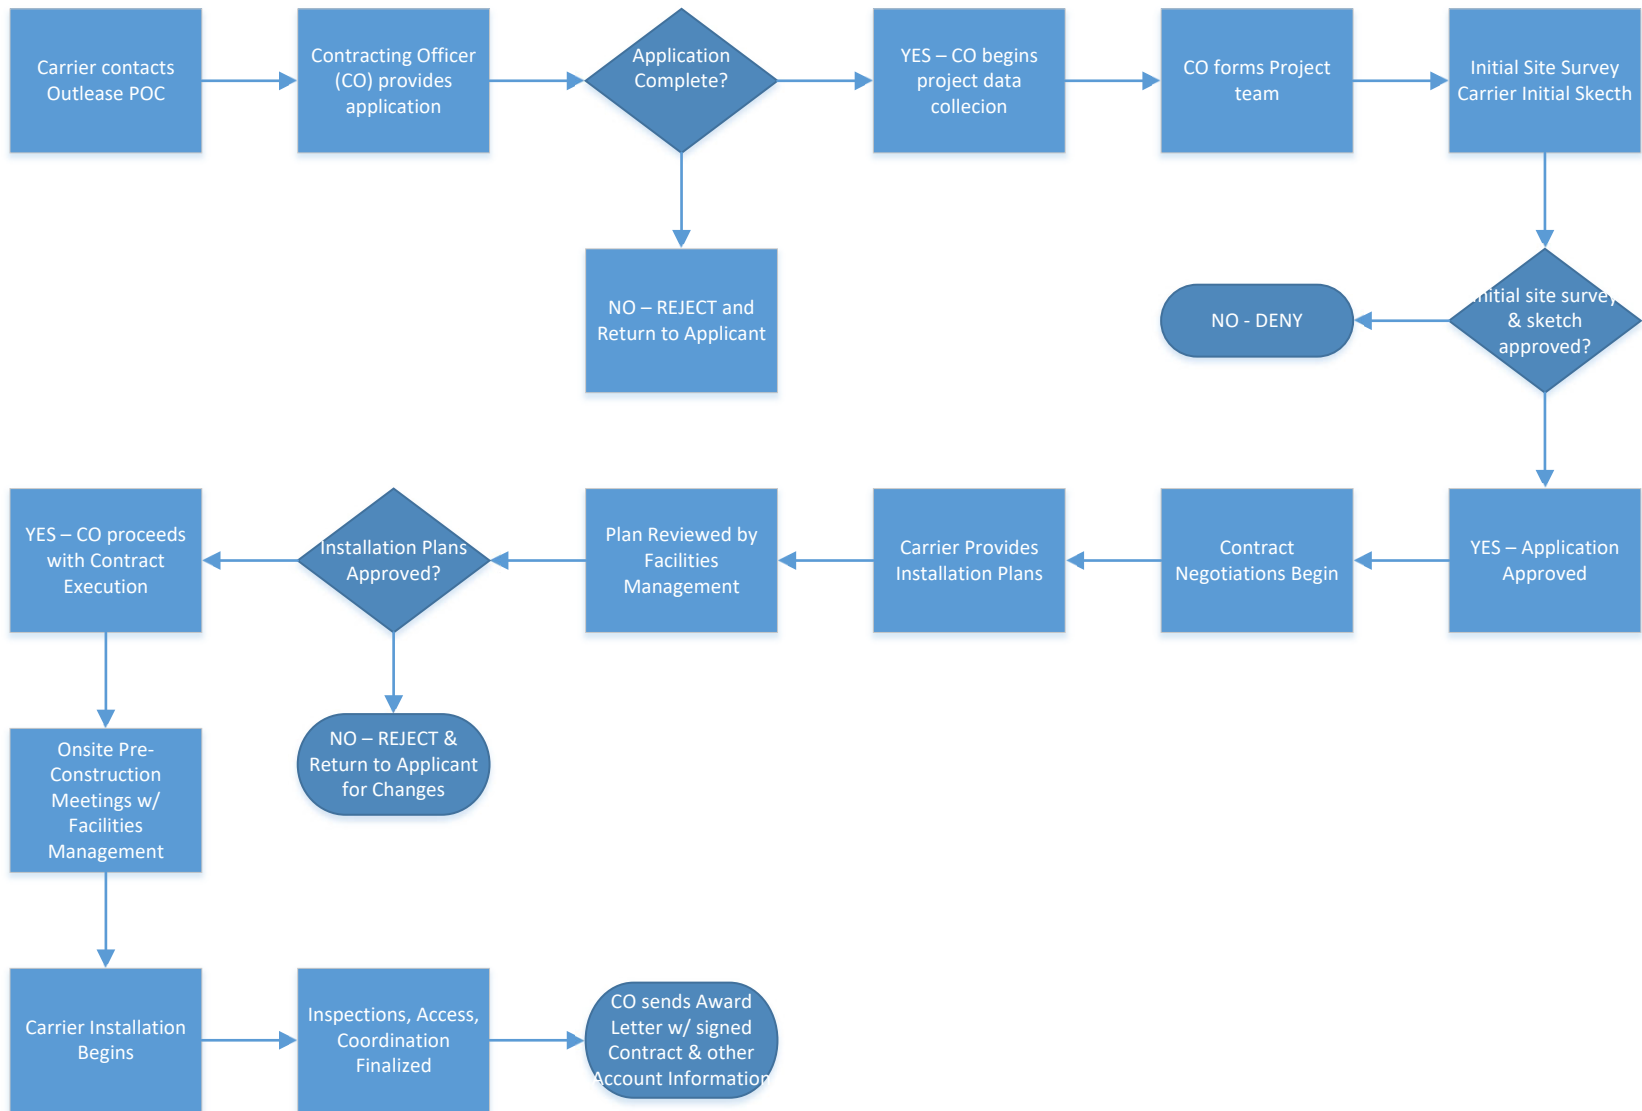 Carrier contacts
Outlease POC
Contracting Officer
(CO) provides
application
Application
Complete?
YES – CO begins
project data
collecion
CO forms Project
team
Initial Site Survey
Carrier Initial Skecth
NO – REJECT and
Return to Applicant
NO - DENY
Initial site survey
& sketch
approved?
YES – CO proceeds
with Contract
Execution
Installation Plans
Approved?
Plan Reviewed by
Facilities
Management
Carrier Provides
Installation Plans
Contract
Negotiations Begin
YES – Application
Approved
Onsite Pre-
Construction
Meetings w/
Facilities
Management
NO – REJECT &
Return to Applicant
for Changes
Carrier Installation
Begins
Inspections, Access,
Coordination
Finalized
CO sends Award
Letter w/ signed
Contract & other
Account Information